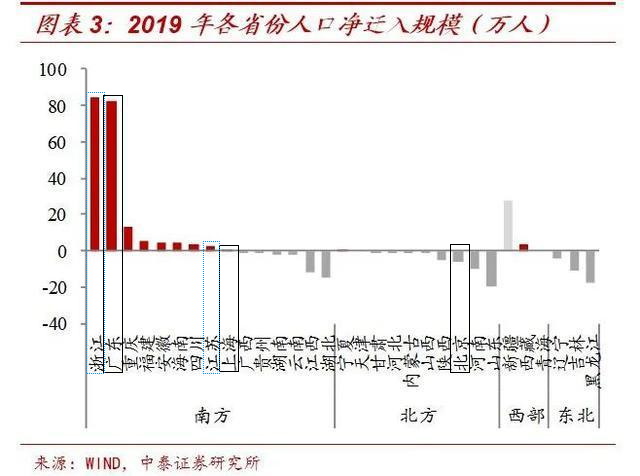 图表 3：2019 年各省份人口净迁入规模（万人）
100
80
60
40
20
0
-20
-40
浙江
广东
重庆
福建
安徽
海南
四川
江苏
上海
广西
贵州
湖南
云南
江西
湖北
宁夏
天津
甘肃
河北
内蒙古
山西
陕西
北京
河南
山东
新疆
西藏
青海
辽宁
吉林
黑龙江
南方
北方
西部
东北
来源：WIND，中泰证券研究所